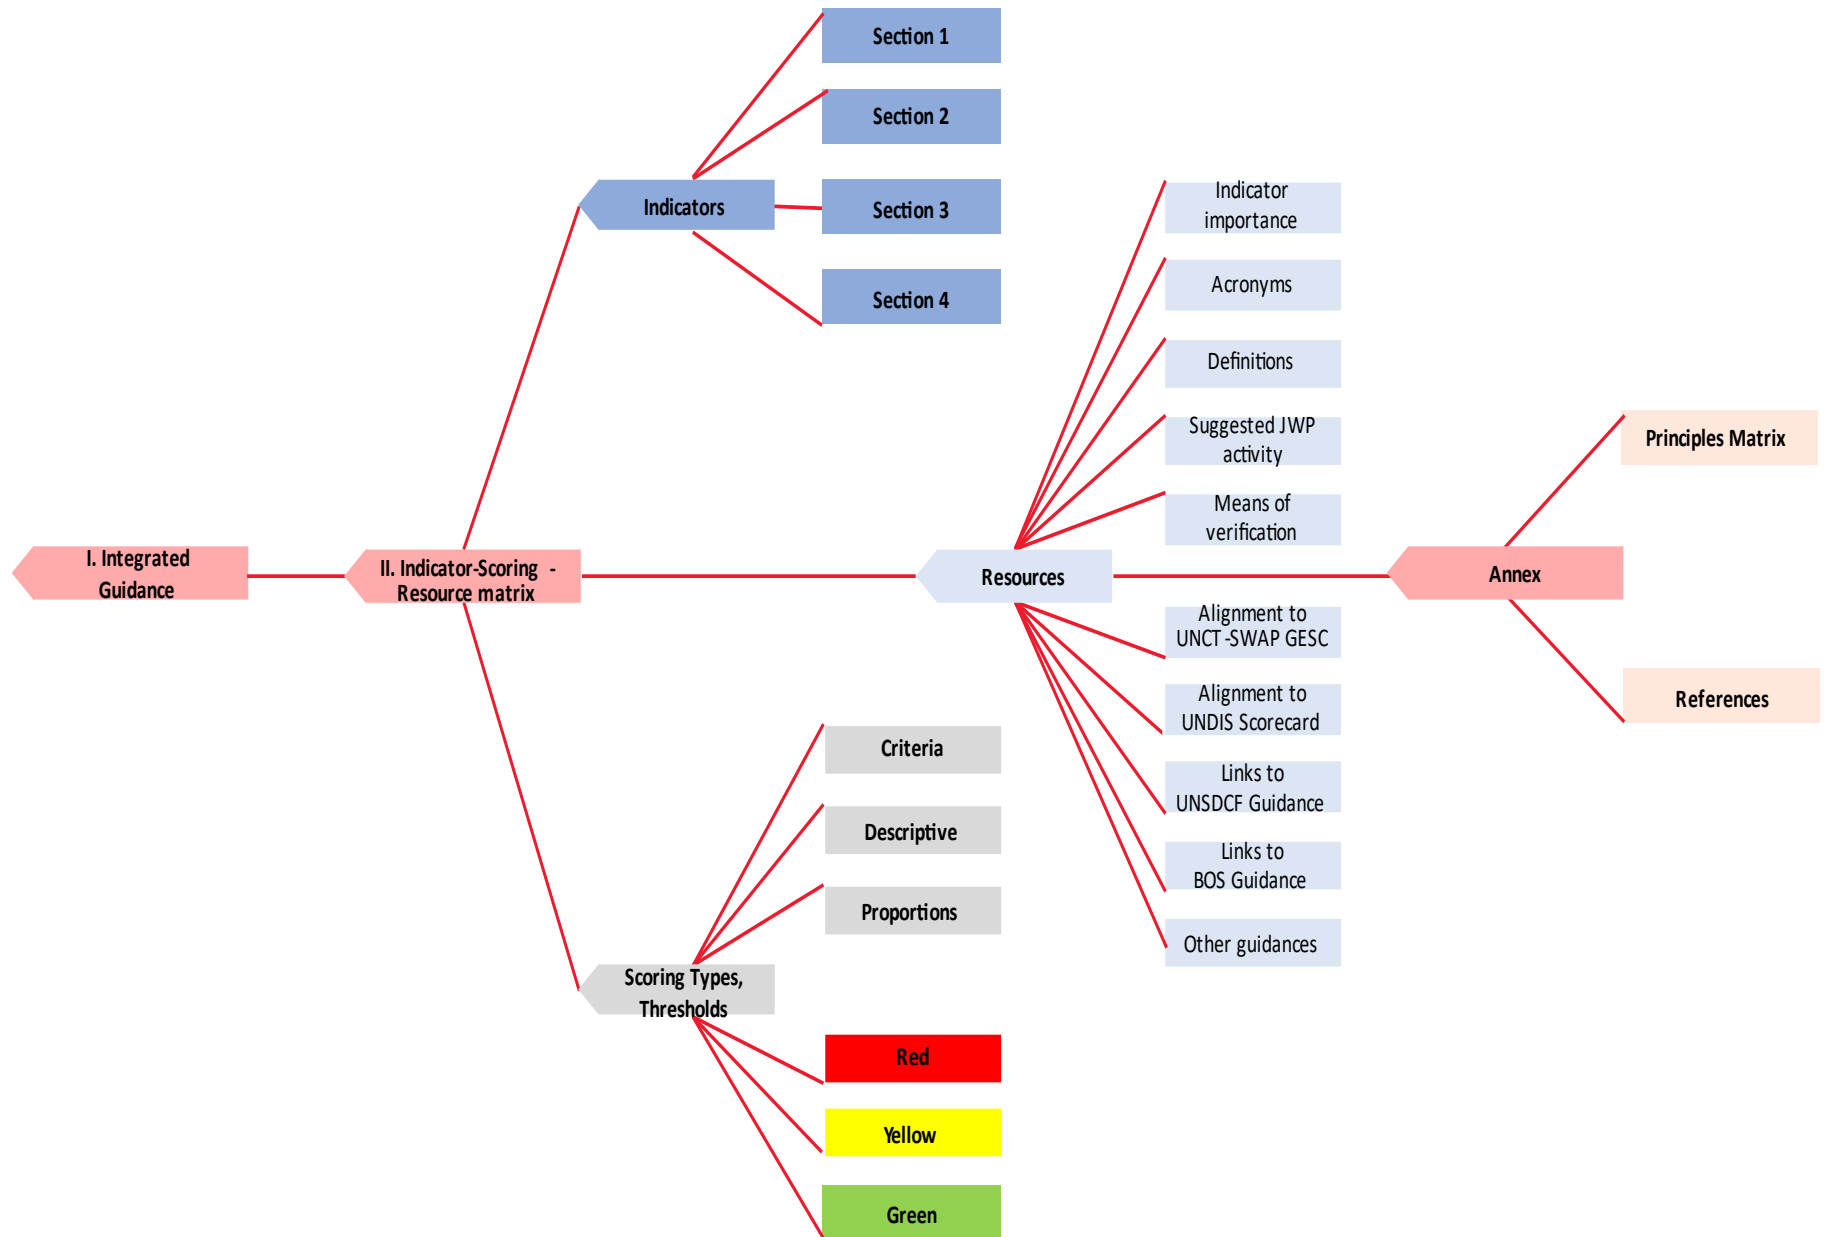 I. Integrated
Guidance
II. Indicator-Scoring -
Resource matrix
Indicators
Section 1
Section 2
Section 3
Section 4
Scoring Types,
Thresholds
Criteria
Descriptive
Proportions
Red
Yellow
Green
Resources
Indicator
importance
Acronyms
Definitions
Suggested JWP
activity
Means of
verification
Alignment to
UNCT-SWAP GESC
Alignment to
UNDIS Scorecard
Links to
UNSDCF Guidance
Links to
BOS Guidance
Other guidances
Annex
Principles Matrix
References